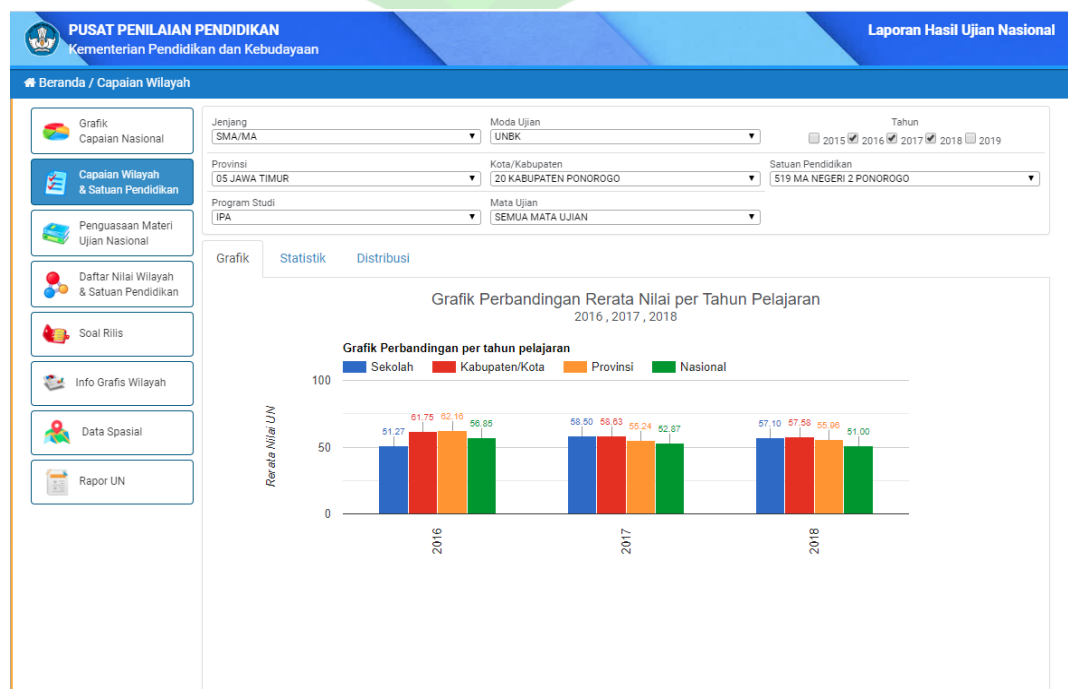 PUSAT PENILAIAN PENDIDIKAN
Kementerian Pendidikan dan Kebudayaan
Laporan Hasil Ujian Nasional
Beranda / Capaian Wilayah
Grafik
Capaian Nasional
Capaian Wilayah
& Satuan Pendidikan
Penguasaan Materi
Ujian Nasional
Daftar Nilai Wilayah
& Satuan Pendidikan
Soal Rilis
Info Grafis Wilayah
Data Spasial
Rapor UN
Jenjang
SMA/MA
Moda Ujian
UNBK
Tahun
2015 2016 2017 2018 2019
Provinsi
05 JAWA TIMUR
Kota/Kabupaten
20 KABUPATEN PONOROGO
Satuan Pendidikan
519 MA NEGERI 2 PONOROGO
Program Studi
IPA
Mata Ujian
SEMUA MATA UJIAN
Grafik Statistik Distribusi
Grafik Perbandingan Rerata Nilai per Tahun Pelajaran
2016 , 2017 , 2018
Grafik Perbandingan per tahun pelajaran
Sekolah Kabupaten/Kota Provinsi Nasional
Rerata Nilai UN
100
50
0
51.27 61.75 62.16 56.85
58.50 58.63 55.24 52.87
57.10 57.58 55.96 51.00
2016 2017 2018